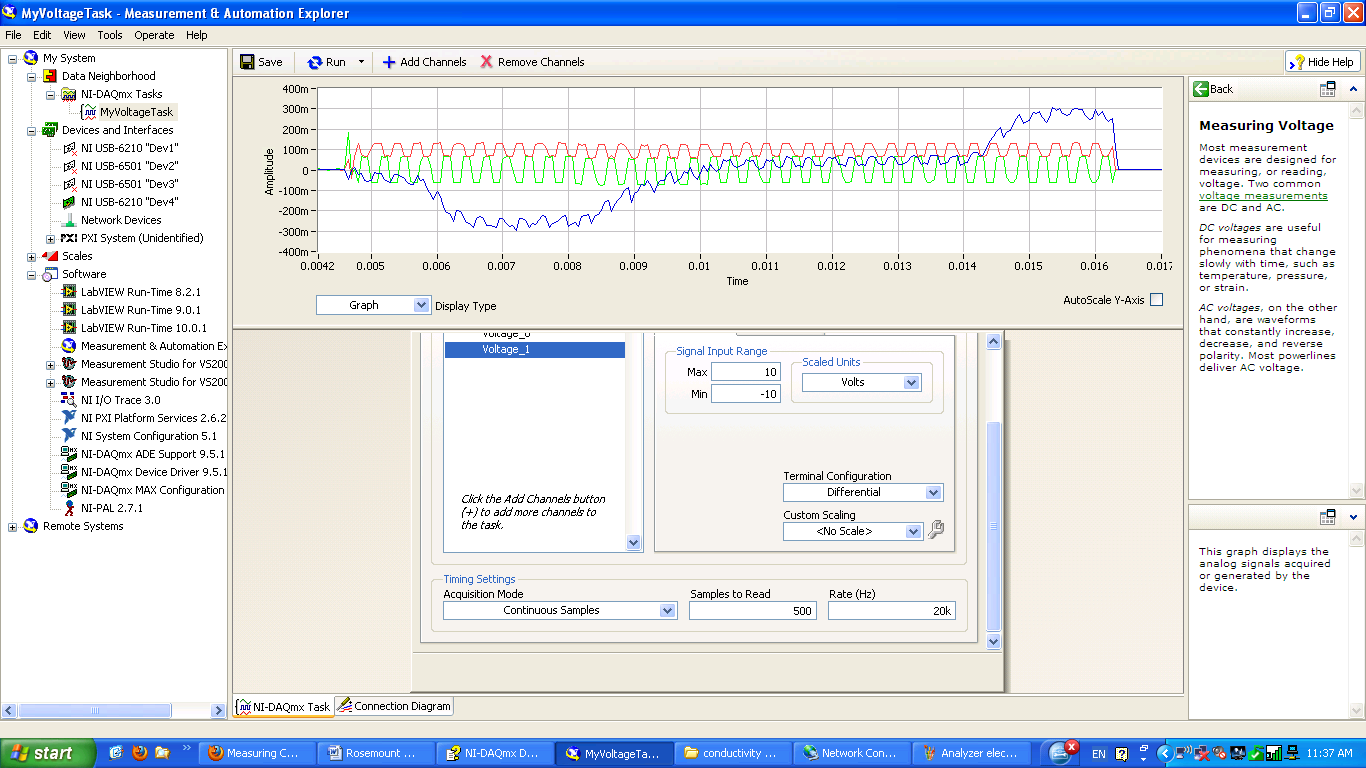 MyVoltageTask - Measurement & Automation Explorer
File Edit View Tools Operate Help
My System
Data Neighborhood
NI-DAQmx Tasks
MyVoltageTask
Devices and Interfaces
NI USB-6210 "Dev1"
NI USB-6501 "Dev2"
NI USB-6501 "Dev3"
NI USB-6210 "Dev4"
Network Devices
PXI System (Unidentified)
Scales
Software
LabVIEW Run-Time 8.2.1
LabVIEW Run-Time 9.0.1
LabVIEW Run-Time 10.0.1
Measurement & Automation Ex
Measurement Studio for VS200
Measurement Studio for VS200
NI I/O Trace 3.0
NI PXI Platform Services 2.6.2
NI System Configuration 5.1
NI-DAQmx ADE Support 9.5.1
NI-DAQmx Device Driver 9.5.1
NI-DAQmx MAX Configuration
NI-PAL 2.7.1
Remote Systems
Save Run Add Channels Remove Channels Hide Help
400m
300m
200m
100m
0
-100m
-200m
-300m
-400m
Amplitude
0.0042 0.005 0.006 0.007 0.008 0.009 0.01 0.011 0.012 0.013 0.014 0.015 0.016 0.017
Time
Graph Display Type
AutoScale Y-Axis
Voltage_0
Voltage_1
Click the Add Channels button
(+) to add more channels to
the task.
Signal Input Range
Max 10
Min -10
Scaled Units
Volts
Terminal Configuration
Differential
Custom Scaling
<No Scale>
Timing Settings
Acquisition Mode Samples to Read Rate (Hz)
Continuous Samples 500 20k
NI-DAQmx Task Connection Diagram
Back
Measuring Voltage
Most measurement
devices are designed for
measuring, or reading,
voltage. Two common
voltage measurements
are DC and AC.
DC voltages are useful
for measuring
phenomena that change
slowly with time, such as
temperature, pressure,
or strain.
AC voltages, on the other
hand, are waveforms
that constantly increase,
decrease, and reverse
polarity. Most powerlines
deliver AC voltage.
This graph displays the
analog signals acquired
or generated by the
device.
start Measuring C... Rosemount ... NI-DAQmx D... MyVoltageTa... conductivity ... Network Con... Analyzer elec... EN 11:37 AM